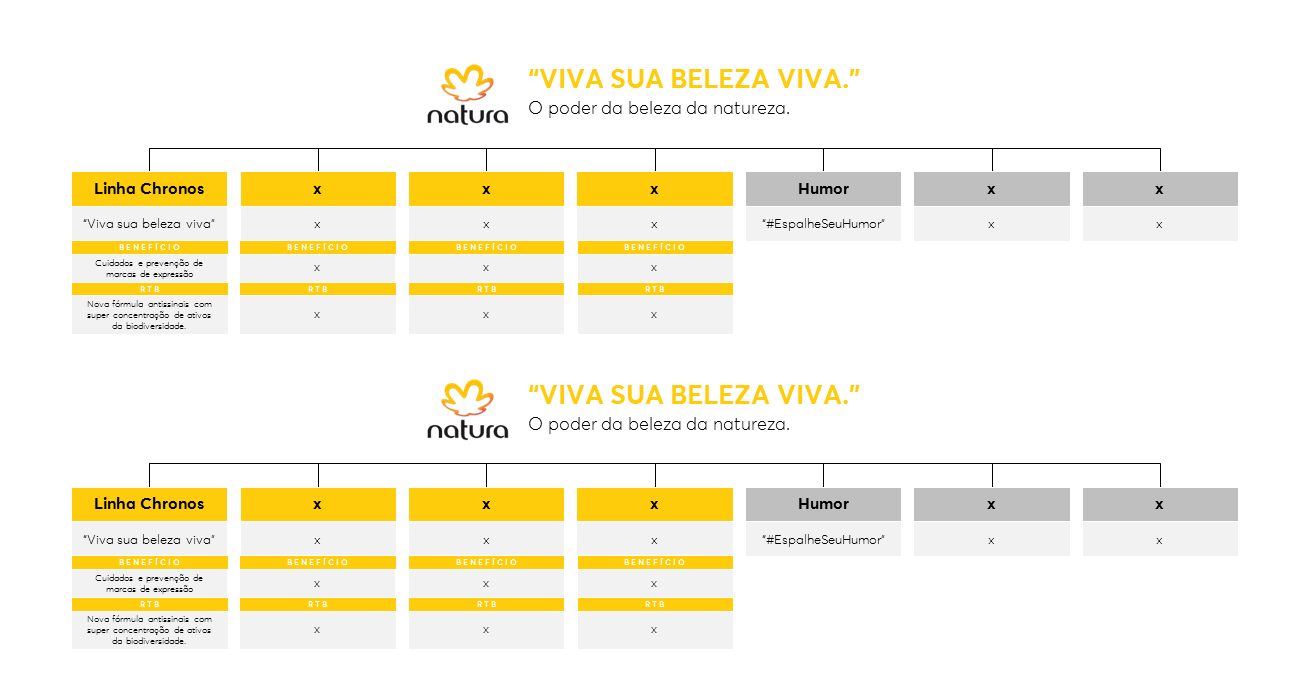 natura
“VIVA SUA BELEZA VIVA.”
O poder da beleza da natureza.
Linha Chronos x x x Humor x x
“Viva sua beleza viva” x x x “#EspalheSeuHumor” x x
BENEFÍCIO BENEFÍCIO BENEFÍCIO BENEFÍCIO
Cuidados e prevenção de
marcas de expressão
x x x
RTB RTB RTB RTB
Nova fórmula antissinais com
super concentração de ativos
da biodiversidade.
x x x
natura
“VIVA SUA BELEZA VIVA.”
O poder da beleza da natureza.
Linha Chronos x x x Humor x x
“Viva sua beleza viva” x x x “#EspalheSeuHumor” x x
BENEFÍCIO BENEFÍCIO BENEFÍCIO BENEFÍCIO
Cuidados e prevenção de
marcas de expressão
x x x
RTB RTB RTB RTB
Nova fórmula antissinais com
super concentração de ativos
da biodiversidade.
x x x